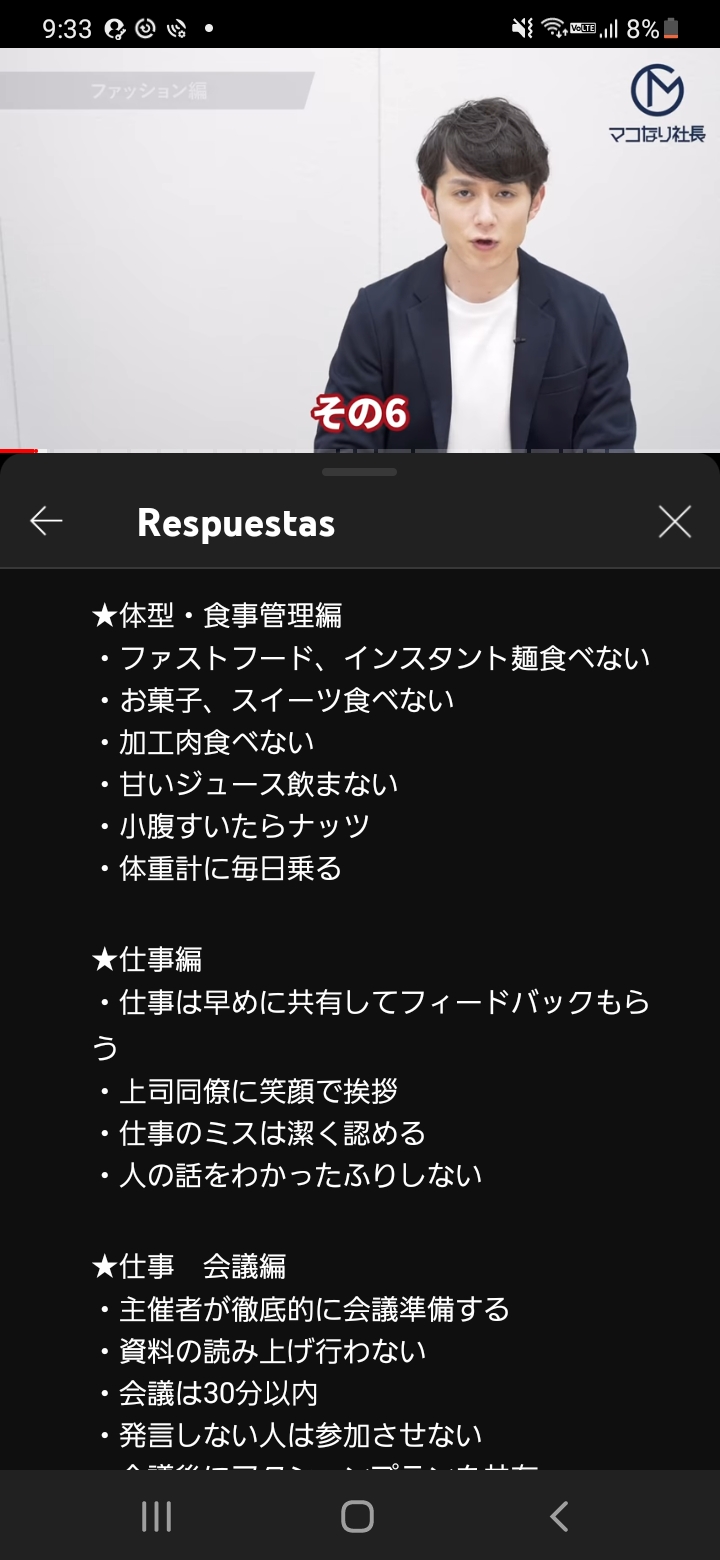 9:33
VoLTE
8%
ファッション編
マコなり社長
その6
Respuestas
★体型・食事管理編
・ファストフード、インスタント麺食べない
・お菓子、スイーツ食べない
・加工肉食べない
・甘いジュース飲まない
・小腹すいたらナッツ
・体重計に毎日乗る
★仕事編
・仕事は早めに共有してフィードバックもら
う
・上司同僚に笑顔で挨拶
・仕事のミスは潔く認める
・人の話をわかったふりしない
★仕事　会議編
・主催者が徹底的に会議準備する
・資料の読み上げ行わない
・会議は30分以内
・発言しない人は参加させない